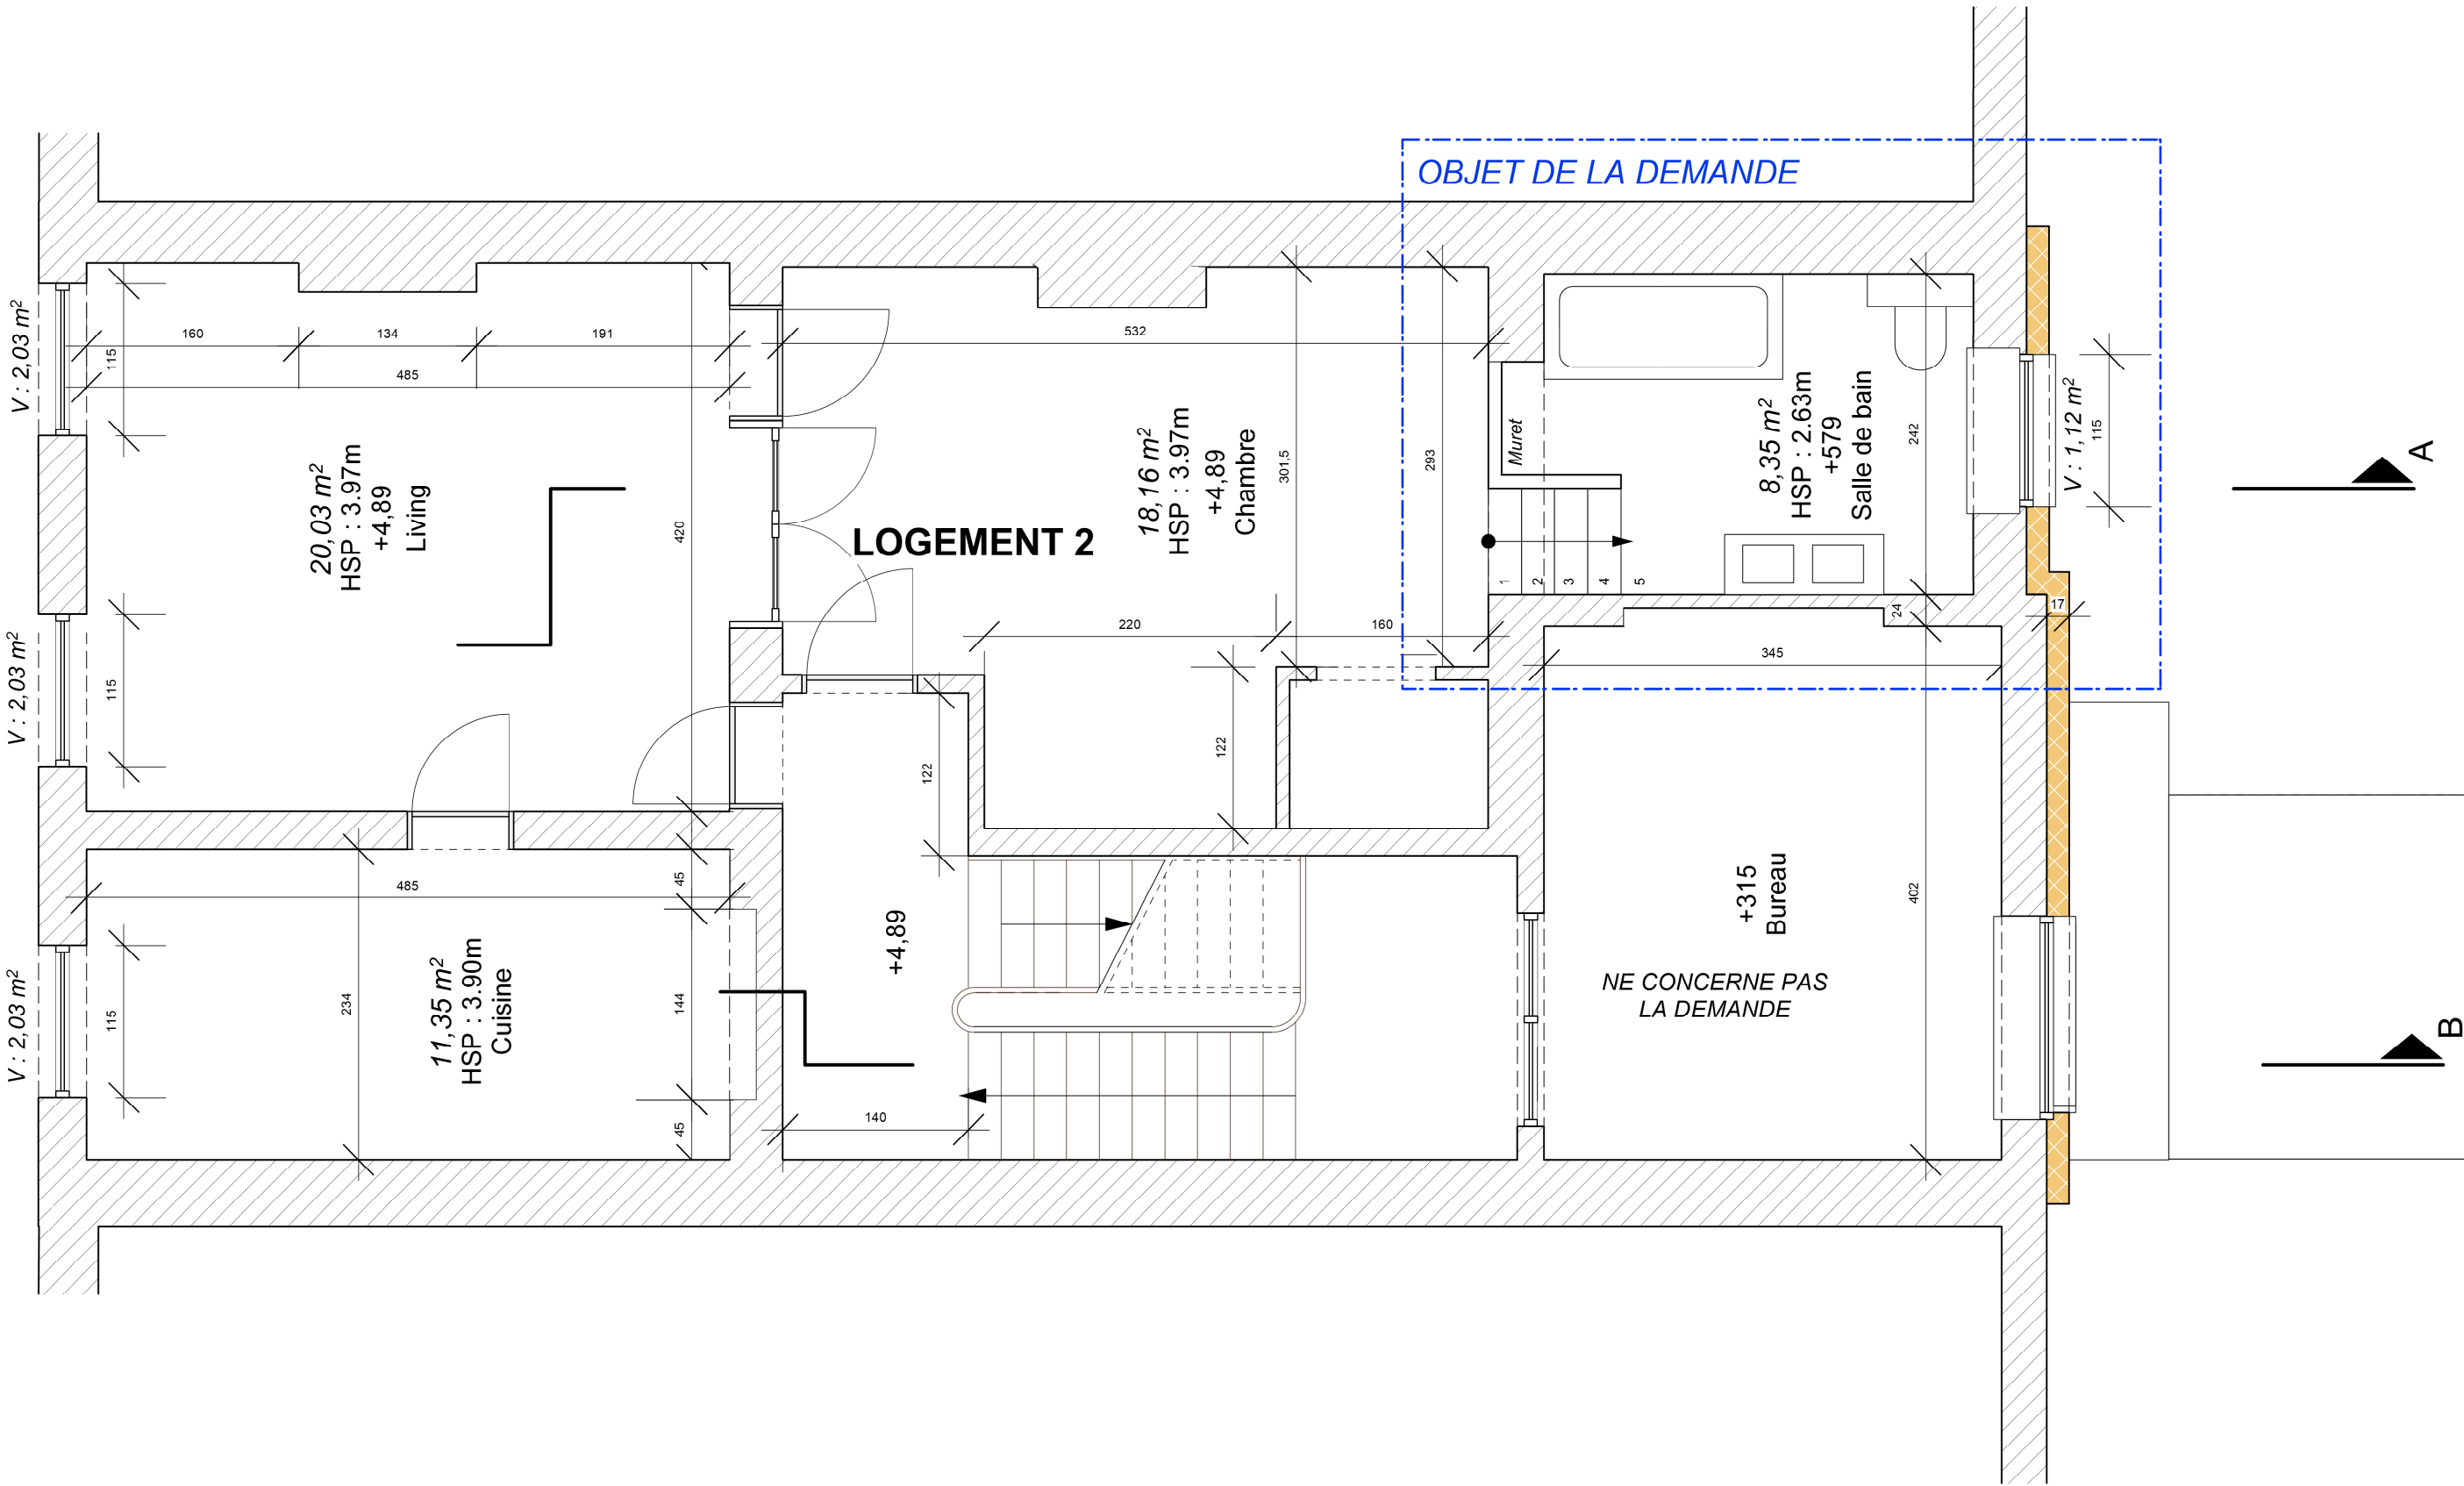 OBJET DE LA DEMANDE
V : 2,03 m²
115
160
134
191
485
20,03 m²
HSP : 3.97m
+4,89
Living
420
V : 2,03 m²
115
532
LOGEMENT 2
18,16 m²
HSP : 3.97m
+4,89
Chambre
301,5
293
220
160
122
122
Muret
1
2
3
4
5
8,35 m²
HSP : 2.63m
+579
Salle de bain
242
V : 1,12 m²
115
A
24
17
345
402
+315
Bureau
NE CONCERNE PAS
LA DEMANDE
B
V : 2,03 m²
115
485
234
11,35 m²
HSP : 3.90m
Cuisine
45
144
45
+4,89
140